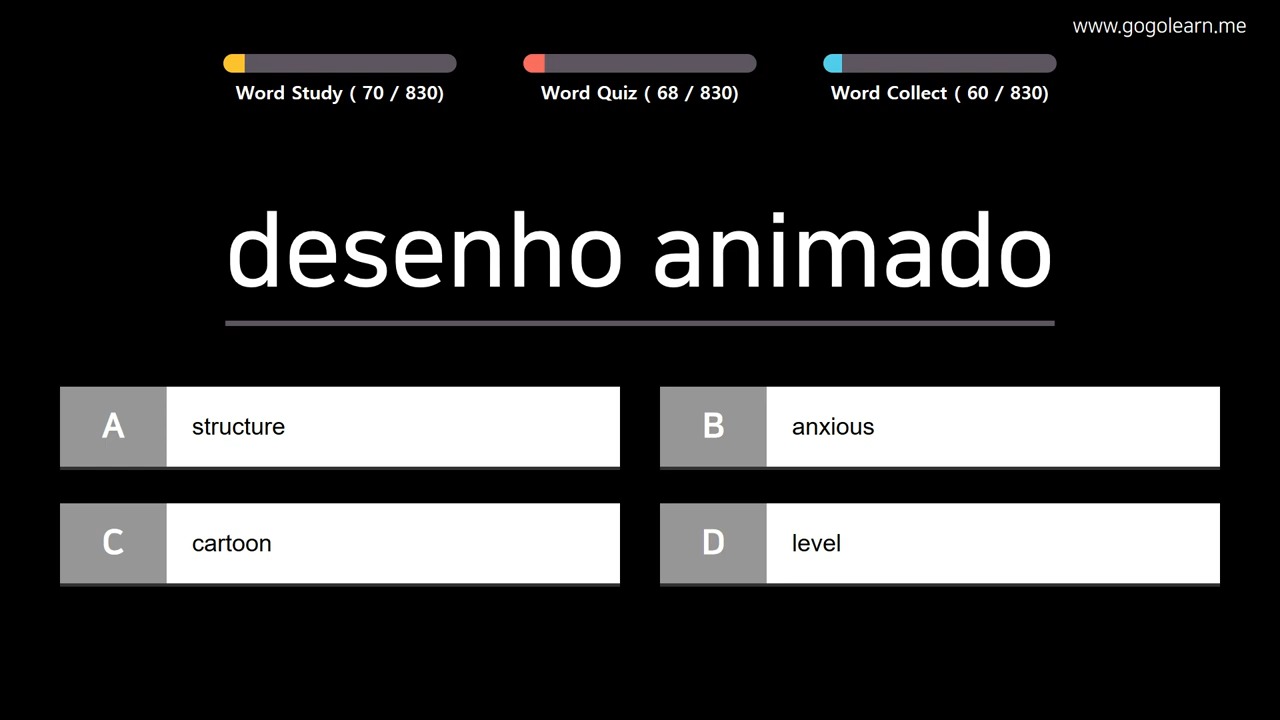 www.gogolearn.me
Word Study ( 70 / 830)
Word Quiz ( 68 / 830)
Word Collect ( 60 / 830)
desenho animado
A structure
B anxious
C cartoon
D level